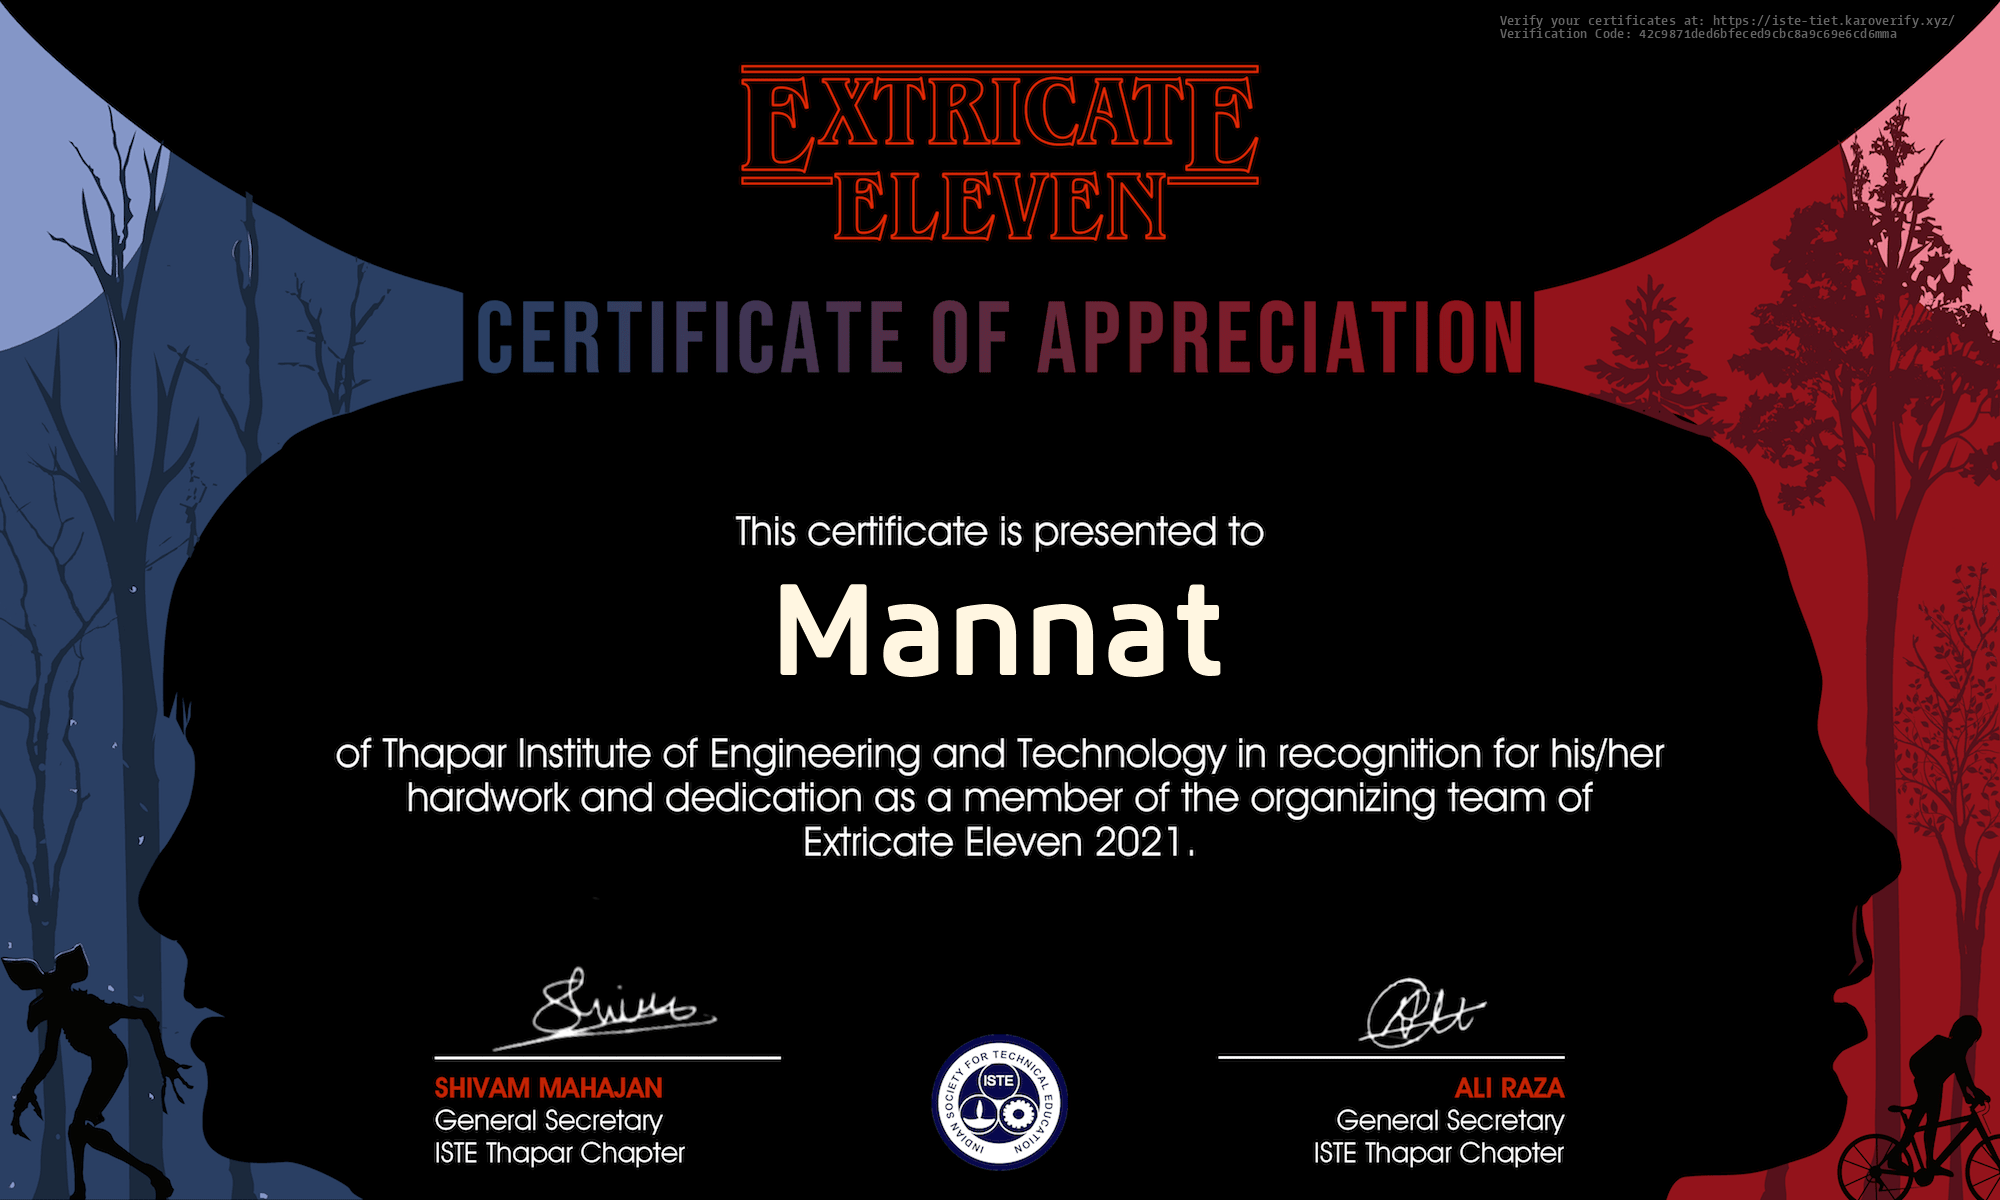 Verify your certificates at: https://iste-tiet.karoverify.xyz/
Verification Code: 42c9871ded6bfeced9cbc8a9c69e6cd6mma
EXTRICATE
ELEVEN
CERTIFICATE OF APPRECIATION
This certificate is presented to
Mannat
of Thapar Institute of Engineering and Technology in recognition for his/her
hardwork and dedication as a member of the organizing team of
Extricate Eleven 2021.
SHIVAM MAHAJAN
General Secretary
ISTE Thapar Chapter
INDIAN SOCIETY FOR TECHNICAL EDUCATION
ISTE
ALI RAZA
General Secretary
ISTE Thapar Chapter